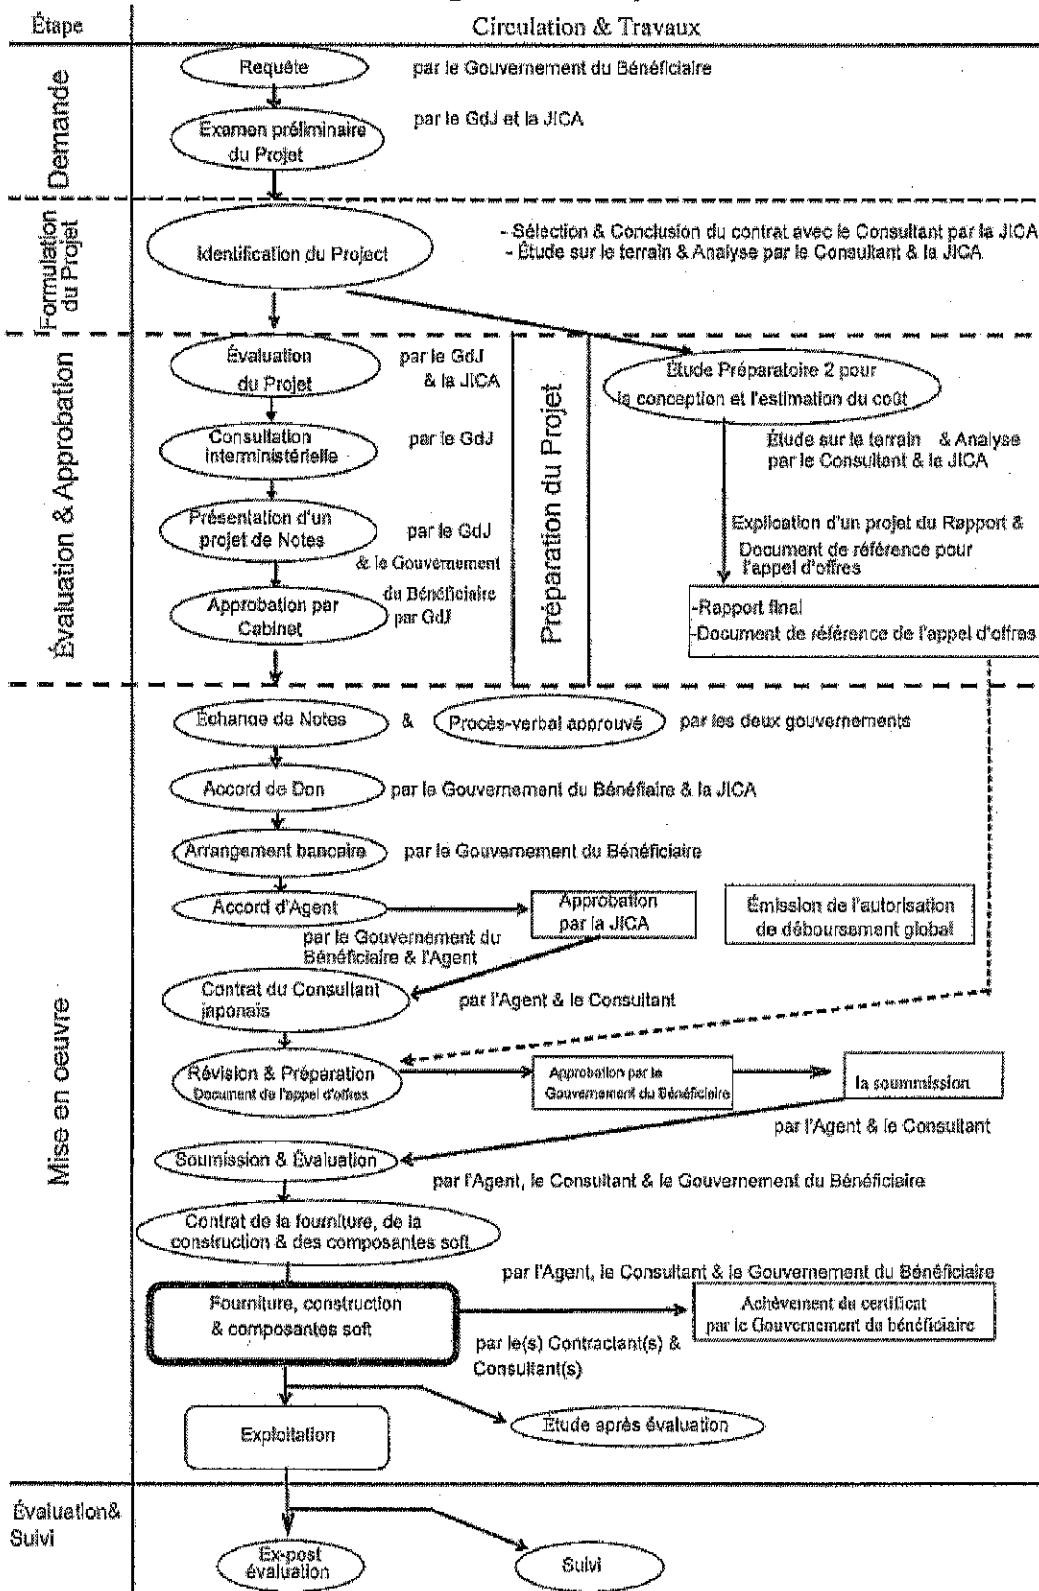 Étape
Circulation & Travaux
Demande
Requête
par le Gouvernement du Bénéficiaire
Examen préliminaire
du Projet
par le GdJ et la JICA
Formulation
du Projet
Identification du Project
- Sélection & Conclusion du contrat avec le Consultant par la JICA
- Étude sur le terrain & Analyse par le Consultant & la JICA
Évaluation & Approbation
Évaluation
du Projet
par le GdJ
& la JICA
Consultation
interministérielle
par le GdJ
Présentation d'un
projet de Notes
par le GdJ
& le Gouvernement
du Bénéficiaire
Approbation par
Cabinet
par GdJ
Préparation du Projet
Étude Préparatoire 2 pour
la conception et l'estimation du coût
Étude sur le terrain & Analyse
par le Consultant & la JICA
Explication d'un projet du Rapport &
Document de référence pour
l'appel d'offres
-Rapport final
-Document de référence de l'appel d'offres
Mise en oeuvre
Échange de Notes
&
Procès-verbal approuvé
par les deux gouvernements
Accord de Don
par le Gouvernement du Bénéfiaire & la JICA
Arrangement bancaire
par le Gouvernement du Bénéficiaire
Accord d'Agent
par le Gouvernement du
Bénéficiaire & l'Agent
Approbation
par la JICA
Émission de l'autorisation
de déboursement global
Contrat du Consultant
japonais
par l'Agent & le Consultant
Révision & Préparation
Document de l'appel d'offres
Approbation par le
Gouvernement du Bénéficiaire
la soummission
par l'Agent & le Consultant
Soumission & Évaluation
par l'Agent, le Consultant & le Gouvernement du Bénéficiaire
Contrat de la fourniture, de la
construction & des composantes soft
par l'Agent, le Consultant & le Gouvernement du Bénéficiaire
Fourniture, construction
& composantes soft
par le(s) Contractant(s) &
Consultant(s)
Achèvement du certificat
par le Gouvernement du bénéficiaire
Exploitation
Étude après évaluation
Évaluation&
Suivi
Ex-post
évaluation
Suivi